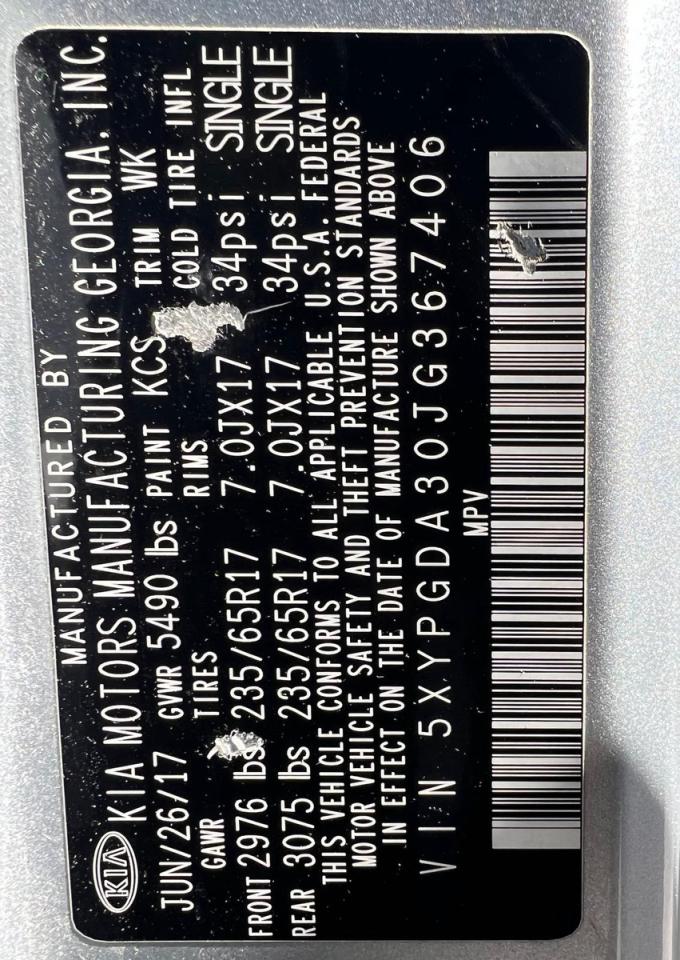 MANUFACTURED BY
KIA KIA MOTORS MANUFACTURING GEORGIA, INC.
JUN/26/17 GVWR 5490 lbs PAINT KCS TRIM WK
GAWR TIRES RIMS COLD TIRE INFL
FRONT 2976 lbs 235/65R17 7.0JX17 34psi SINGLE
REAR 3075 lbs 235/65R17 7.0JX17 34psi SINGLE
THIS VEHICLE CONFORMS TO ALL APPLICABLE U.S.A. FEDERAL
MOTOR VEHICLE SAFETY AND THEFT PREVENTION STANDARDS
IN EFFECT ON THE DATE OF MANUFACTURE SHOWN ABOVE
VIN 5XYPGDA30JG367406
MPV